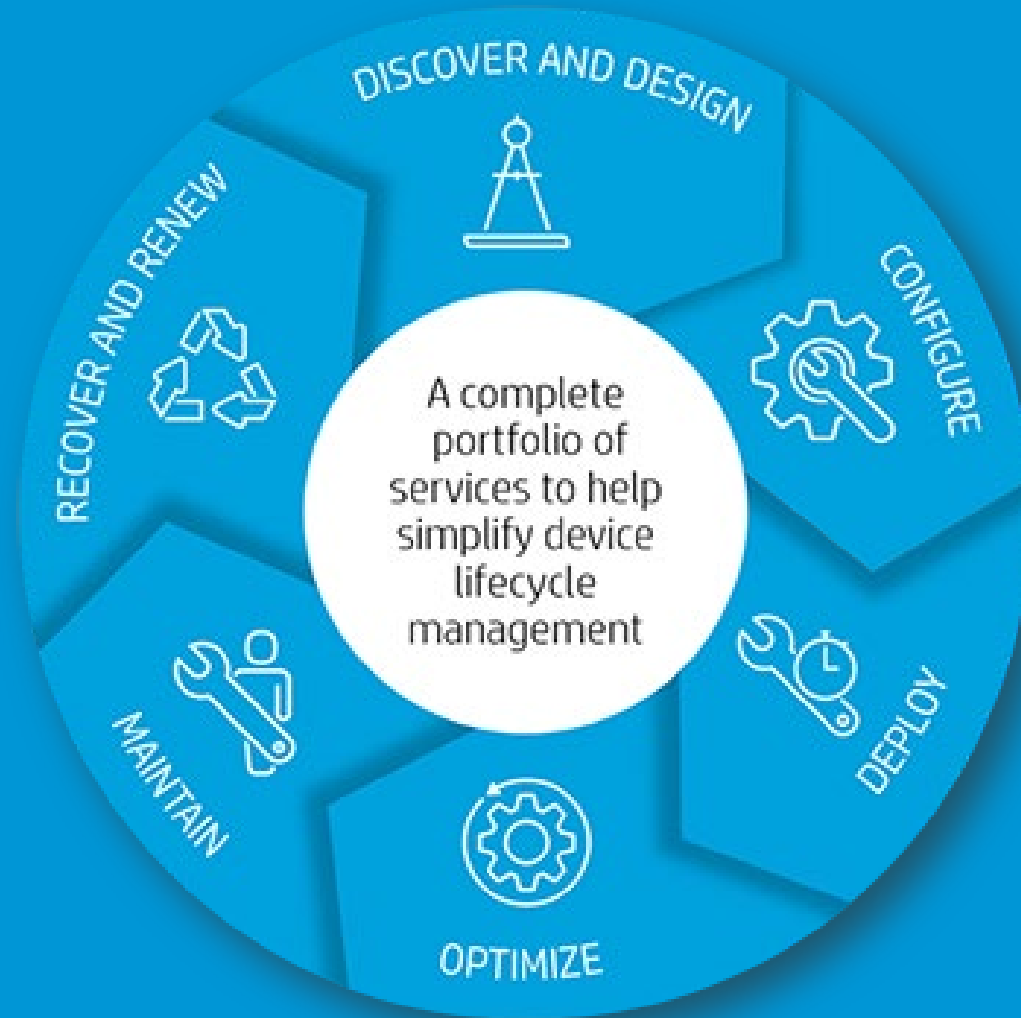 DISCOVER AND DESIGN
CONFIGURE
DEPLOY
OPTIMIZE
MAINTAIN
RECOVER AND RENEW
A complete
portfolio of
services to help
simplify device
lifecycle
management